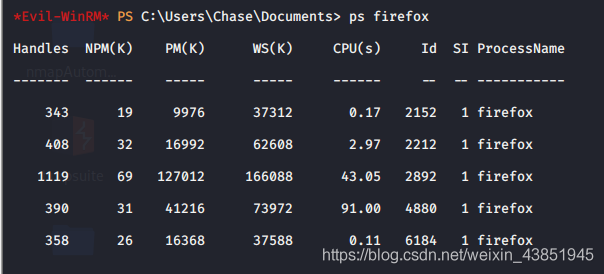 *Evil-WinRM* PS C:\Users\Chase\Documents> ps firefox
Handles  NPM(K)    PM(K)      WS(K)     CPU(s)     Id  SI ProcessName
-------  ------    -----      -----     ------     --  -- -----------
    343      19     9976      37312       0.17   2152   1 firefox
    408      32    16992      62608       2.97   2212   1 firefox
   1119      69   127012     166088      43.05   2892   1 firefox
    390      31    41216      73972      91.00   4880   1 firefox
    358      26    16368      37588       0.11   6184   1 firefox
https://blog.csdn.net/weixin_43851945